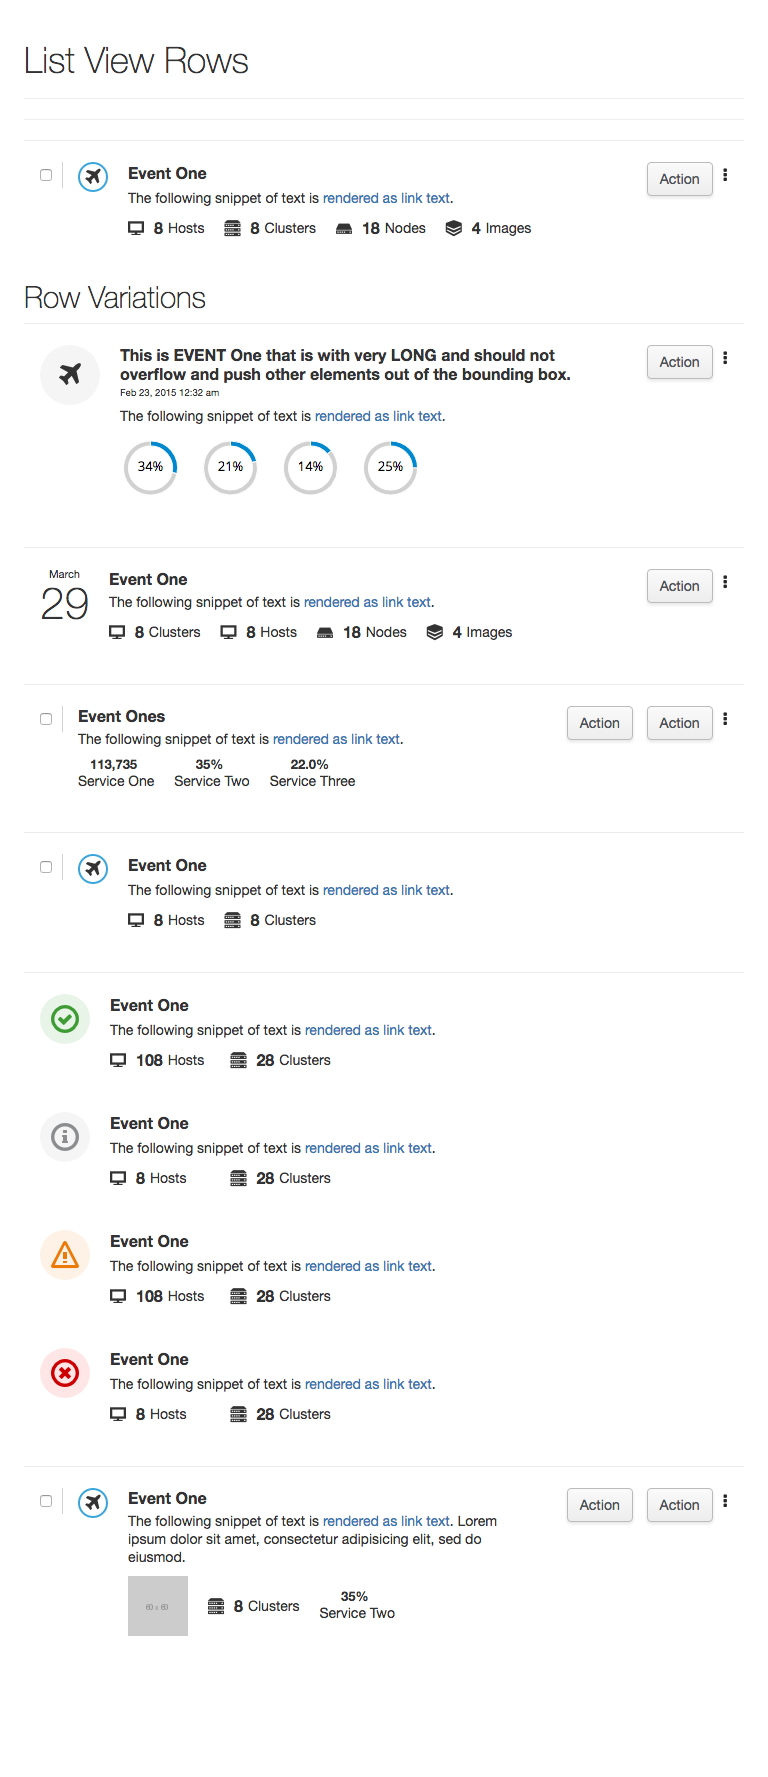 List View Rows
Event One
Action
The following snippet of text is rendered as link text.
8 Hosts 8 Clusters 18 Nodes 4 Images
Row Variations
This is EVENT One that is with very LONG and should not
overflow and push other elements out of the bounding box.
Action
Feb 23, 2015 12:32 am
The following snippet of text is rendered as link text.
34% 21% 14% 25%
March
29
Event One
Action
The following snippet of text is rendered as link text.
8 Clusters 8 Hosts 18 Nodes 4 Images
Event Ones
Action Action
The following snippet of text is rendered as link text.
113,735 35% 22.0%
Service One Service Two Service Three
Event One
The following snippet of text is rendered as link text.
8 Hosts 8 Clusters
Event One
The following snippet of text is rendered as link text.
108 Hosts 28 Clusters
Event One
The following snippet of text is rendered as link text.
8 Hosts 28 Clusters
Event One
The following snippet of text is rendered as link text.
108 Hosts 28 Clusters
Event One
The following snippet of text is rendered as link text.
8 Hosts 28 Clusters
Event One
Action Action
The following snippet of text is rendered as link text. Lorem
ipsum dolor sit amet, consectetur adipisicing elit, sed do
eiusmod.
60 x 60
8 Clusters
35%
Service Two